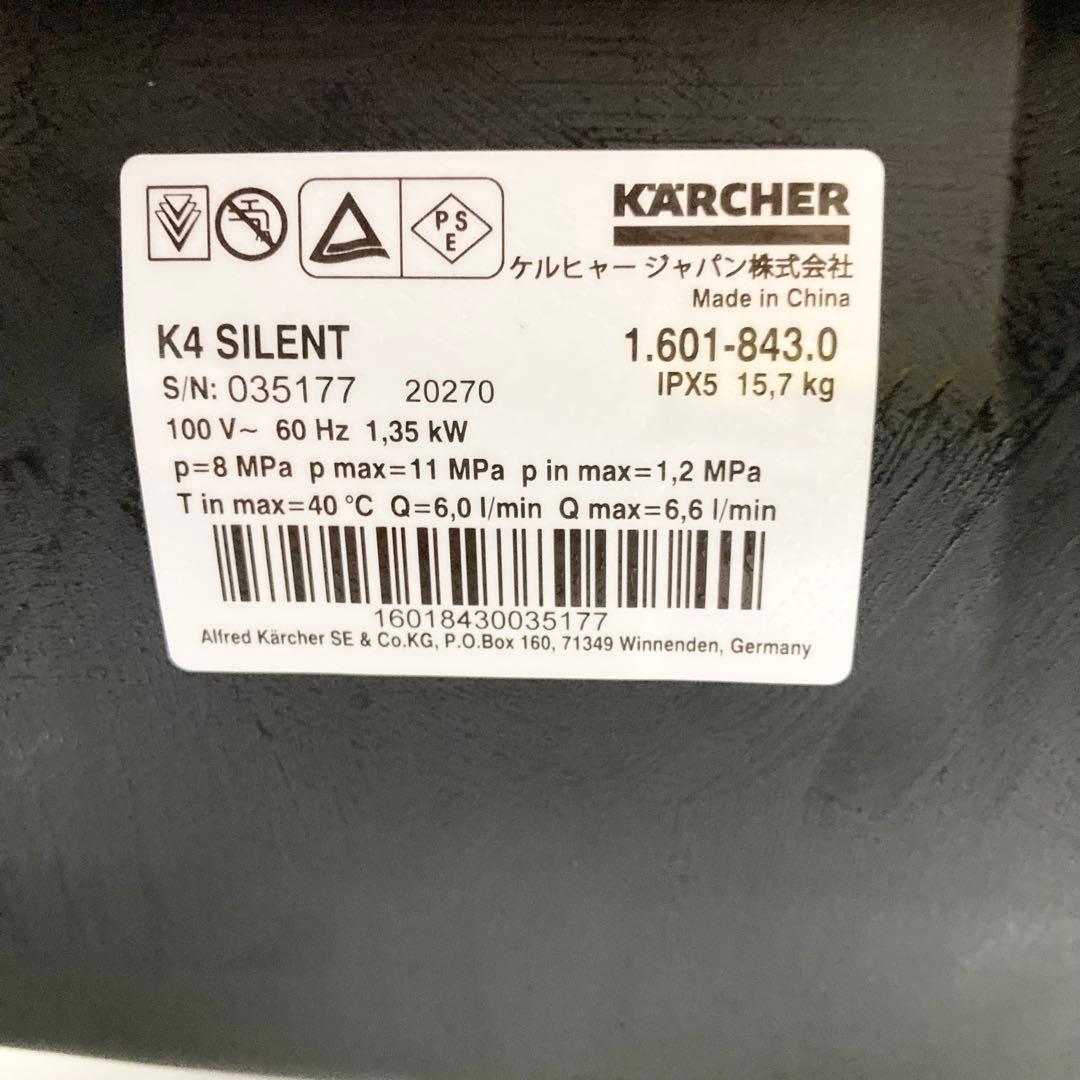 P S
E
KÄRCHER
ケルヒャー ジャパン株式会社
Made in China
K4 SILENT
1.601-843.0
S/N: 035177 20270
IPX5 15,7 kg
100 V~ 60 Hz 1,35 kW
p=8 MPa p max=11 MPa p in max=1,2 MPa
T in max=40 °C Q=6,0 l/min Q max=6,6 l/min
16018430035177
Alfred Kärcher SE & Co.KG, P.O.Box 160, 71349 Winnenden, Germany